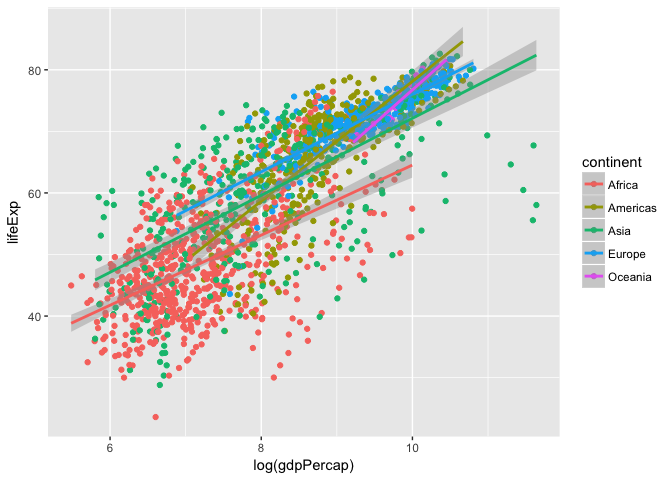 80
60
40
lifeExp
6
8
10
log(gdpPercap)
continent
Africa
Americas
Asia
Europe
Oceania